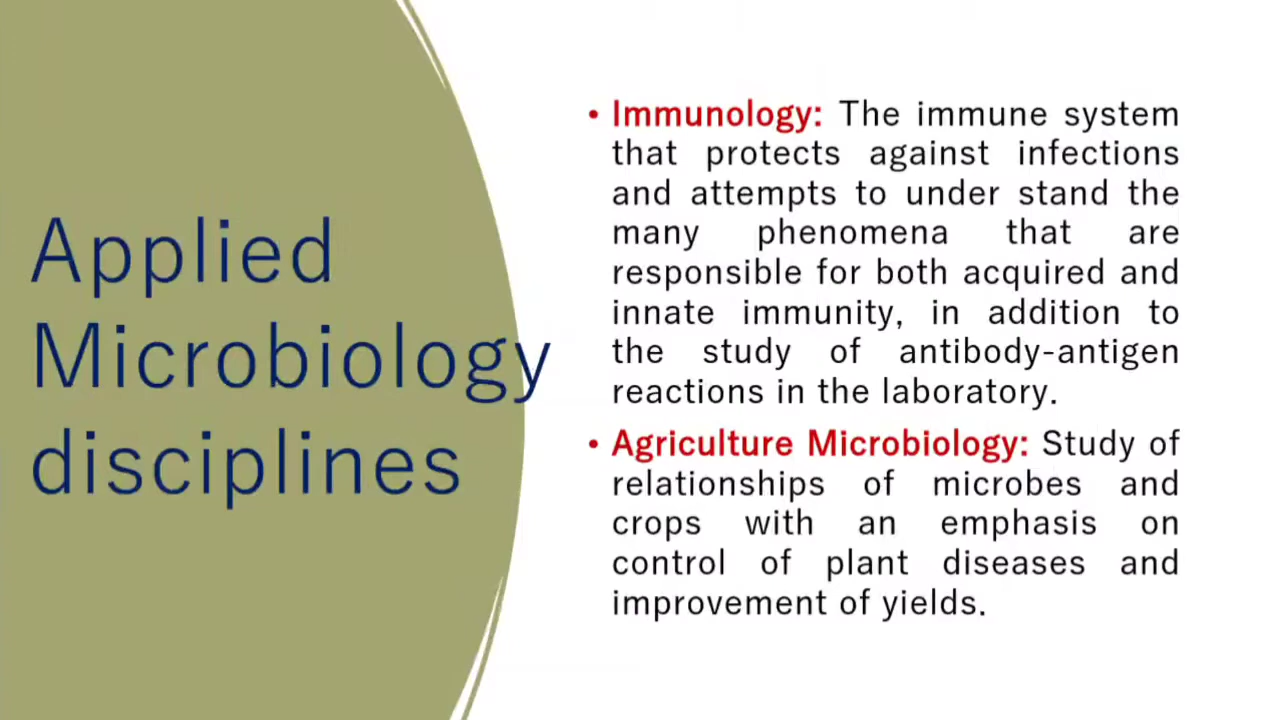 Applied
Microbiology
disciplines
• Immunology: The immune system
that protects against infections
and attempts to under stand the
many phenomena that are
responsible for both acquired and
innate immunity, in addition to
the study of antibody-antigen
reactions in the laboratory.
• Agriculture Microbiology: Study of
relationships of microbes and
crops with an emphasis on
control of plant diseases and
improvement of yields.